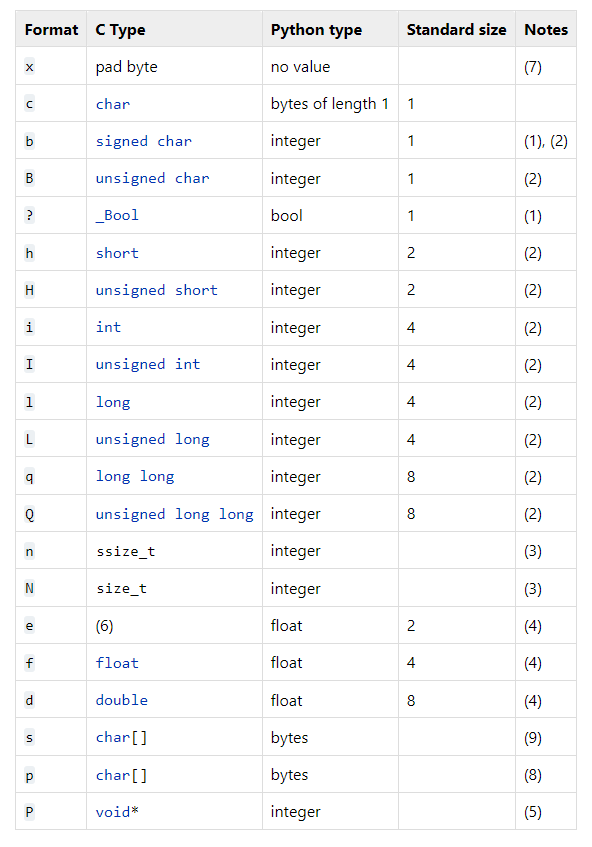 Format C Type Python type Standard size Notes
x pad byte no value (7)
c char bytes of length 1 1
b signed char integer 1 (1), (2)
B unsigned char integer 1 (2)
? _Bool bool 1 (1)
h short integer 2 (2)
H unsigned short integer 2 (2)
i int integer 4 (2)
I unsigned int integer 4 (2)
l long integer 4 (2)
L unsigned long integer 4 (2)
q long long integer 8 (2)
Q unsigned long long integer 8 (2)
n ssize_t integer (3)
N size_t integer (3)
e (6) float 2 (4)
f float float 4 (4)
d double float 8 (4)
s char[] bytes (9)
p char[] bytes (8)
P void* integer (5)